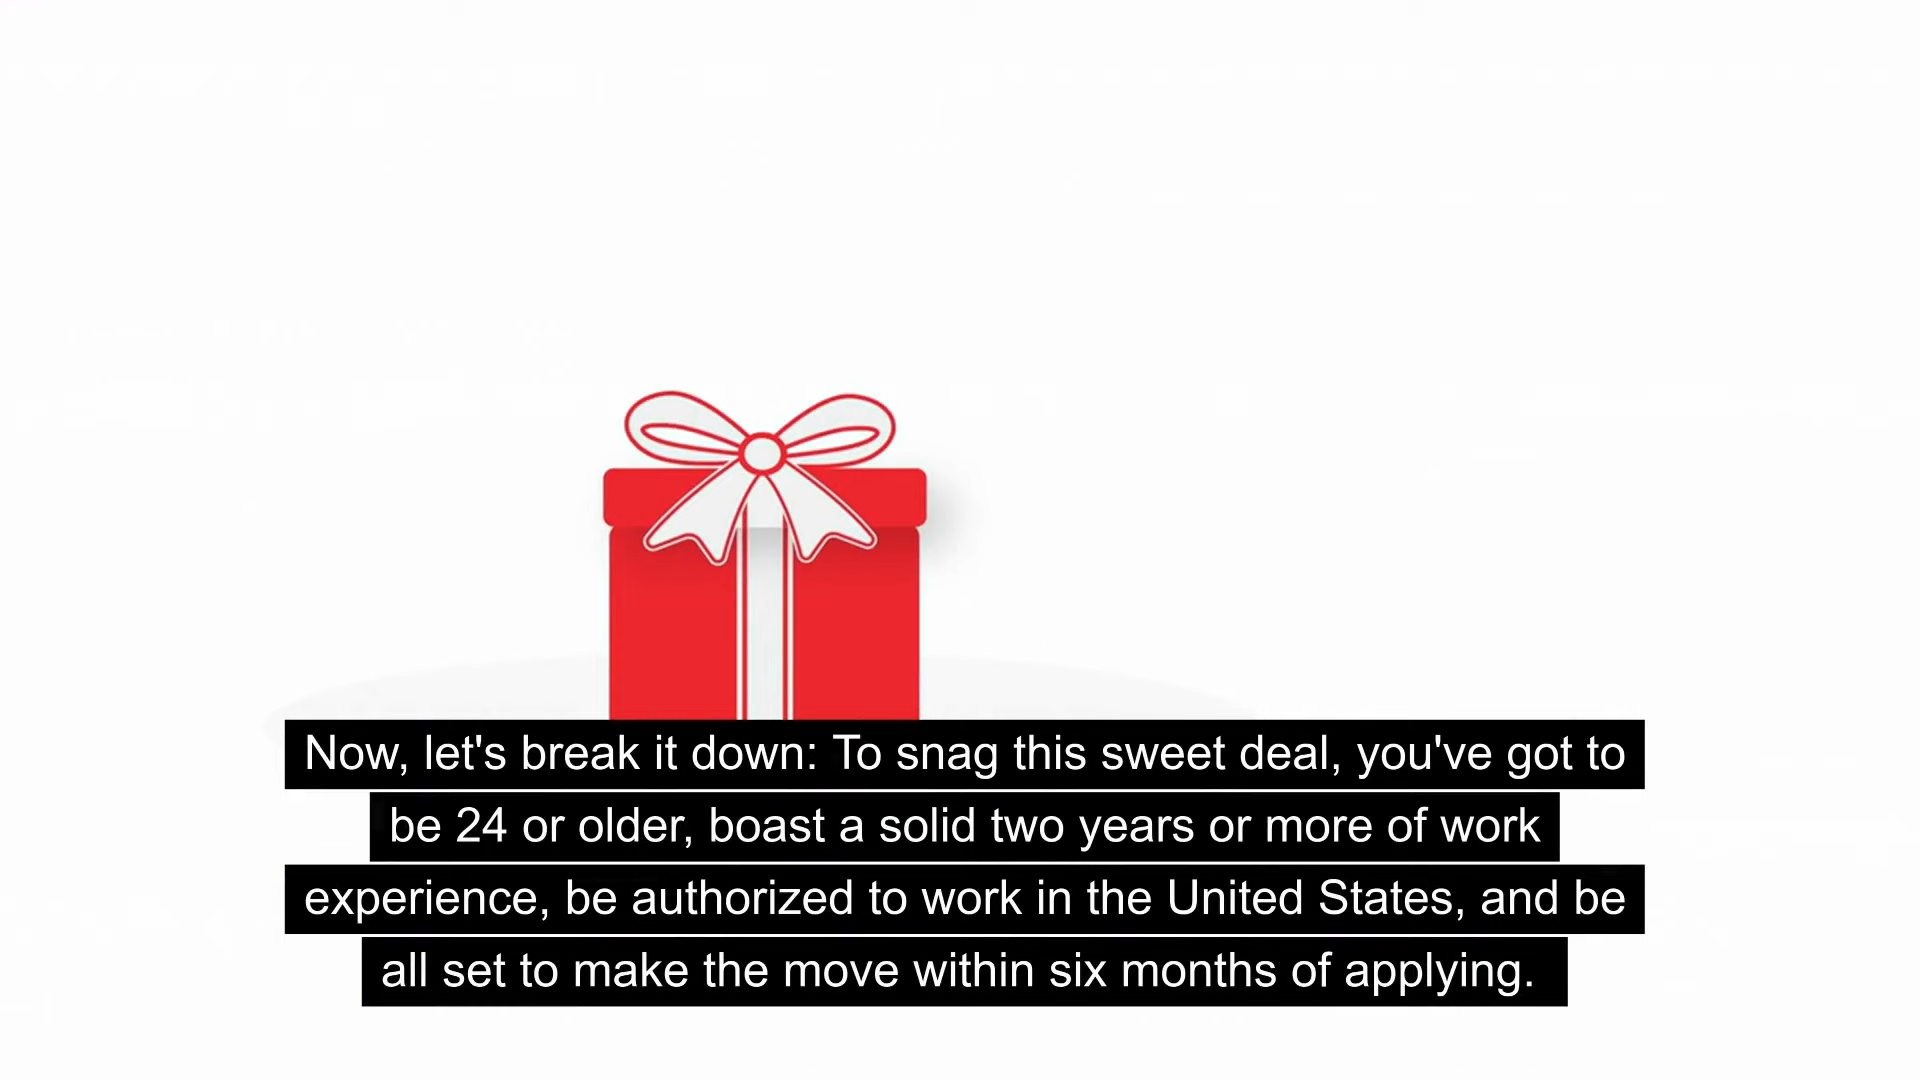 Now, let's break it down: To snag this sweet deal, you've got to
be 24 or older, boast a solid two years or more of work
experience, be authorized to work in the United States, and be
all set to make the move within six months of applying.